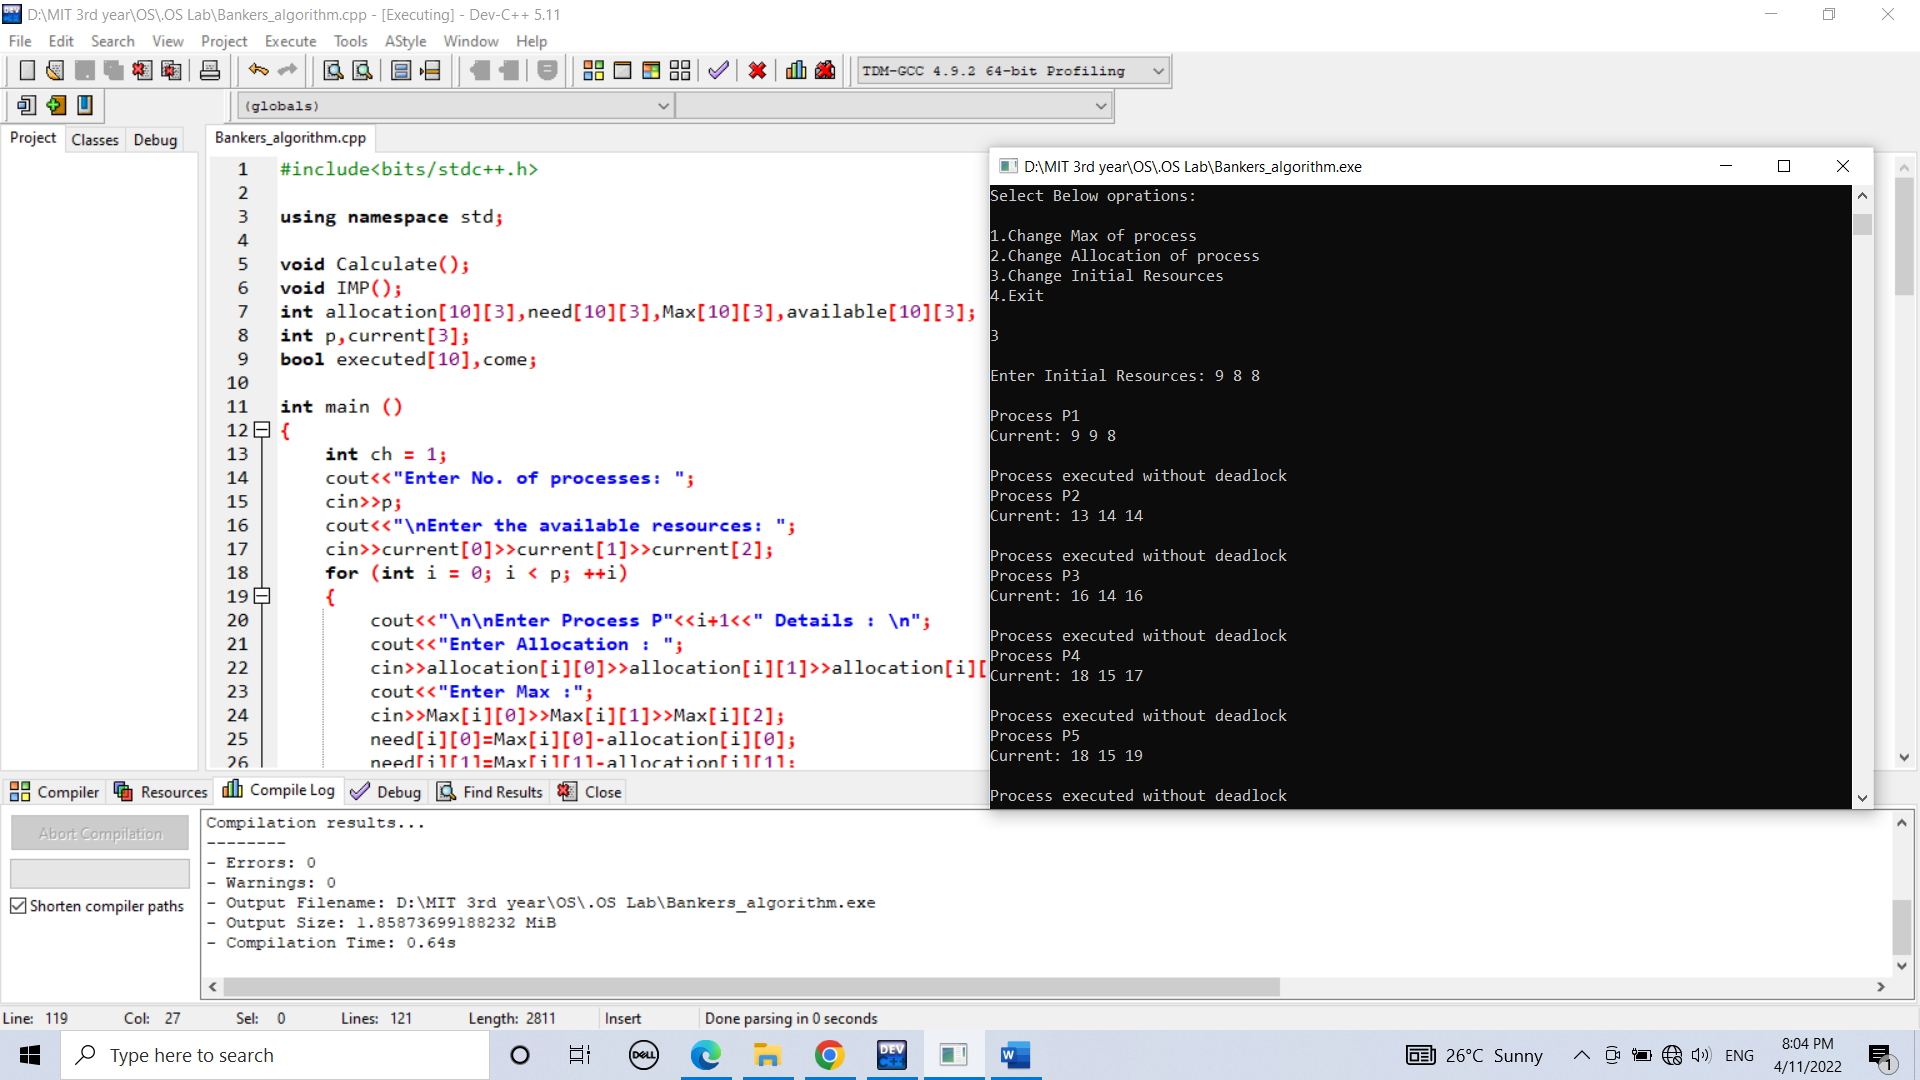 D:\MIT 3rd year\OS\.OS Lab\Bankers_algorithm.cpp - [Executing] - Dev-C++ 5.11
File Edit Search View Project Execute Tools AStyle Window Help
TDM-GCC 4.9.2 64-bit Profiling
(globals)
Project Classes Debug
Bankers_algorithm.cpp
1 #include<bits/stdc++.h>
2
3 using namespace std;
4
5 void Calculate();
6 void IMP();
7 int allocation[10][3],need[10][3],Max[10][3],available[10][3];
8 int p,current[3];
9 bool executed[10],come;
10
11 int main ()
12 {
13 int ch = 1;
14 cout<<"Enter No. of processes: ";
15 cin>>p;
16 cout<<"\nEnter the available resources: ";
17 cin>>current[0]>>current[1]>>current[2];
18 for (int i = 0; i < p; ++i)
19 {
20 cout<<"\n\nEnter Process P"<<i+1<<" Details : \n";
21 cout<<"Enter Allocation : ";
22 cin>>allocation[i][0]>>allocation[i][1]>>allocation[i][
23 cout<<"Enter Max :";
24 cin>>Max[i][0]>>Max[i][1]>>Max[i][2];
25 need[i][0]=Max[i][0]-allocation[i][0];
26 need[i][1]=Max[i][1]-allocation[i][1];
D:\MIT 3rd year\OS\.OS Lab\Bankers_algorithm.exe
Select Below oprations:
1.Change Max of process
2.Change Allocation of process
3.Change Initial Resources
4.Exit
3
Enter Initial Resources: 9 8 8
Process P1
Current: 9 9 8
Process executed without deadlock
Process P2
Current: 13 14 14
Process executed without deadlock
Process P3
Current: 16 14 16
Process executed without deadlock
Process P4
Current: 18 15 17
Process executed without deadlock
Process P5
Current: 18 15 19
Process executed without deadlock
Compiler Resources Compile Log Debug Find Results Close
Abort Compilation
Shorten compiler paths
Compilation results...
--------
- Errors: 0
- Warnings: 0
- Output Filename: D:\MIT 3rd year\OS\.OS Lab\Bankers_algorithm.exe
- Output Size: 1.85873699188232 MiB
- Compilation Time: 0.64s
Line: 119 Col: 27 Sel: 0 Lines: 121 Length: 2811 Insert Done parsing in 0 seconds
Type here to search
DELL
DEV C++
W
26°C Sunny
ENG
8:04 PM
4/11/2022
1